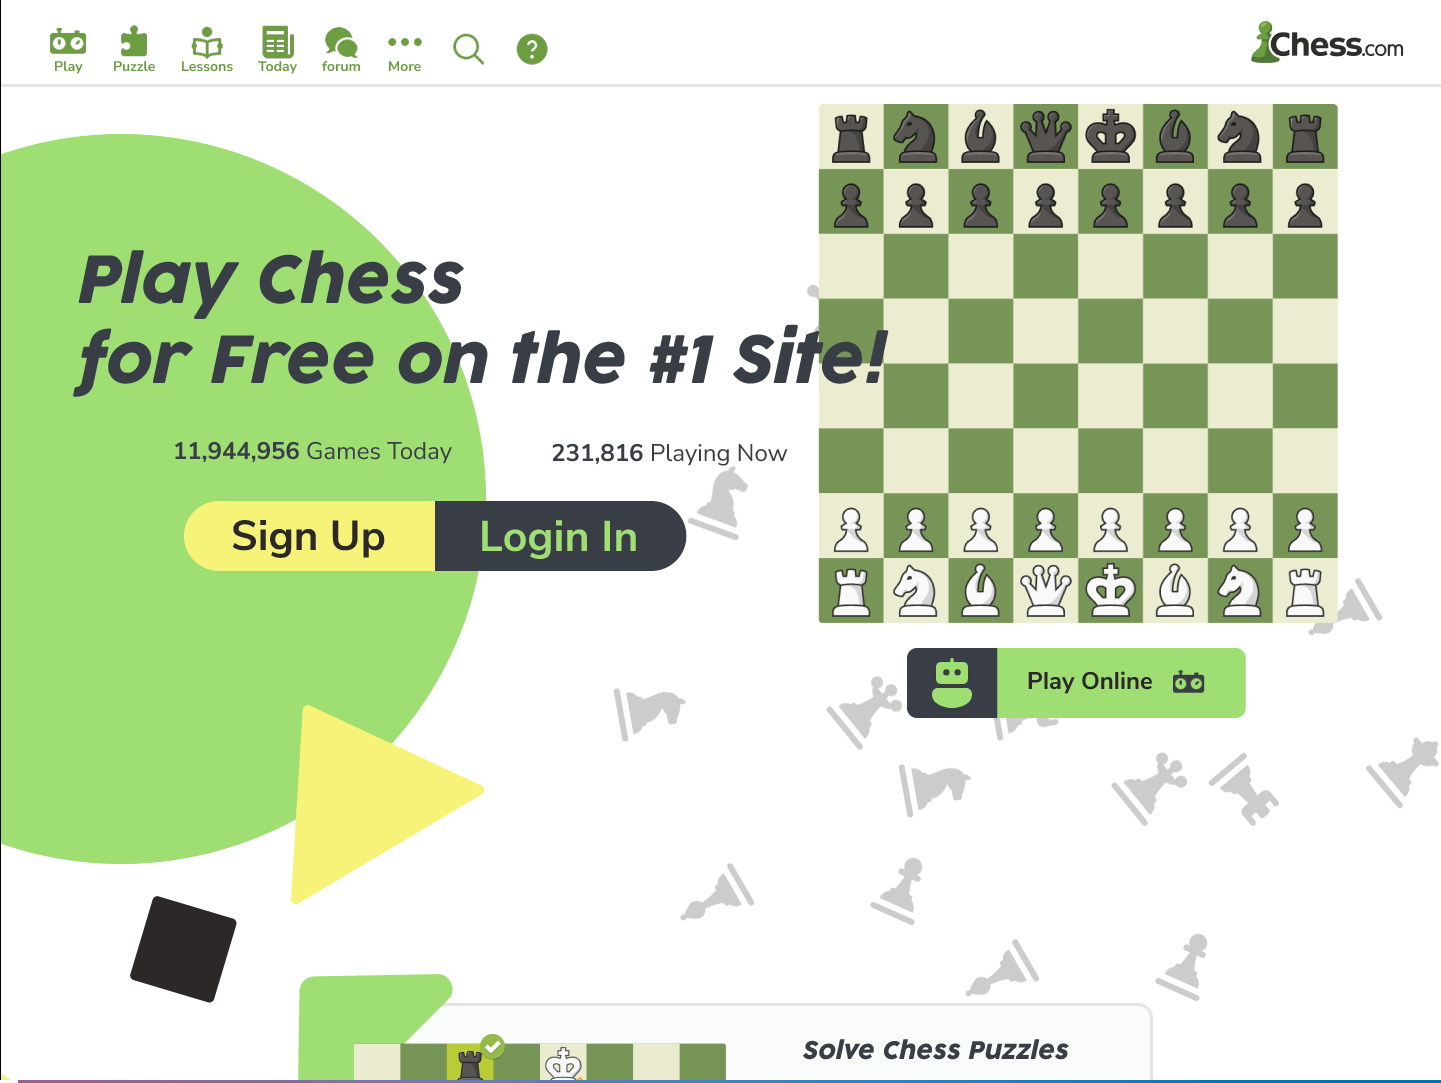 Play
Puzzle
Lessons
Today
forum
More
?
Chess.com
Play Chess
for Free on the #1 Site!
11,944,956 Games Today
231,816 Playing Now
Sign Up
Login In
Play Online
Solve Chess Puzzles